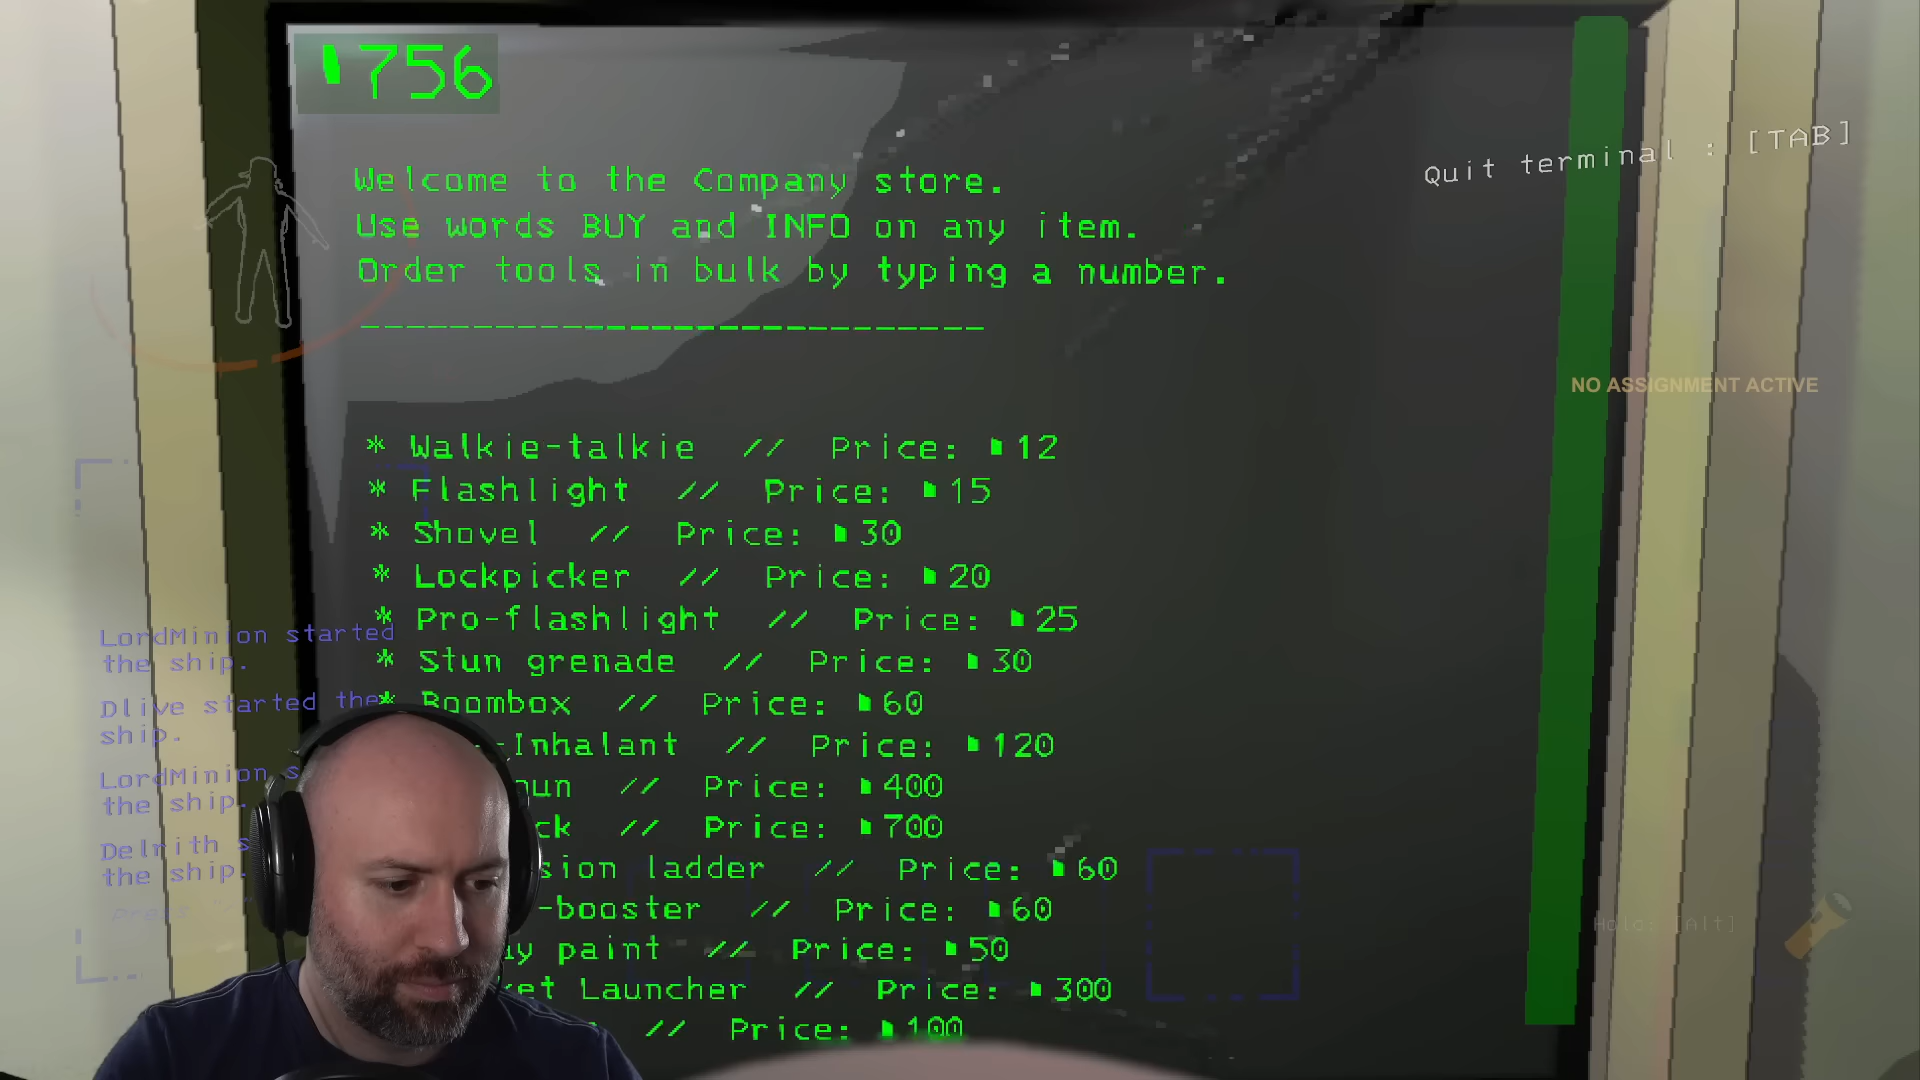 756
Quit terminal : [TAB]
Welcome to the Company store.
Use words BUY and INFO on any item.
Order tools in bulk by typing a number.
----------------------------
NO ASSIGNMENT ACTIVE
* Walkie-talkie // Price: 12
* Flashlight // Price: 15
* Shovel // Price: 30
* Lockpicker // Price: 20
* Pro-flashlight // Price: 25
* Stun grenade // Price: 30
* Boombox // Price: 60
-Inhalant // Price: 120
// Price: 400
// Price: 700
ladder // Price: 60
-booster // Price: 60
paint // Price: 50
Launcher // Price: 300
// Price: 100
LordMinion started
the ship.
Dlive started the
ship.
LordMinion s
the ship.
Delrith s
the ship.
Hold: [Alt]